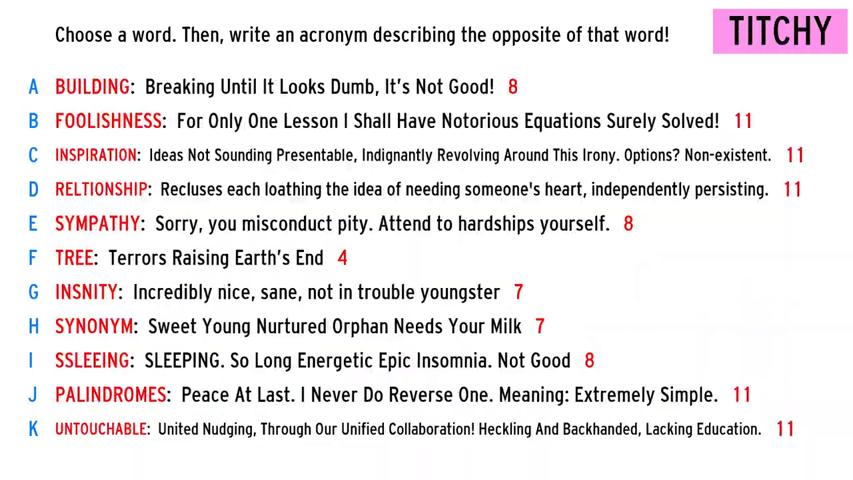 Choose a word. Then, write an acronym describing the opposite of that word!
TITCHY
A BUILDING: Breaking Until It Looks Dumb, It's Not Good! 8
B FOOLISHNESS: For Only One Lesson I Shall Have Notorious Equations Surely Solved! 11
C INSPIRATION: Ideas Not Sounding Presentable, Indignantly Revolving Around This Irony. Options? Non-existent. 11
D RELTIONSHIP: Recluses each loathing the idea of needing someone's heart, independently persisting. 11
E SYMPATHY: Sorry, you misconduct pity. Attend to hardships yourself. 8
F TREE: Terrors Raising Earth's End 4
G INSNITY: Incredibly nice, sane, not in trouble youngster 7
H SYNONYM: Sweet Young Nurtured Orphan Needs Your Milk 7
I SSLEEING: SLEEPING. So Long Energetic Epic Insomnia. Not Good 8
J PALINDROMES: Peace At Last. I Never Do Reverse One. Meaning: Extremely Simple. 11
K UNTOUCHABLE: United Nudging, Through Our Unified Collaboration! Heckling And Backhanded, Lacking Education. 11